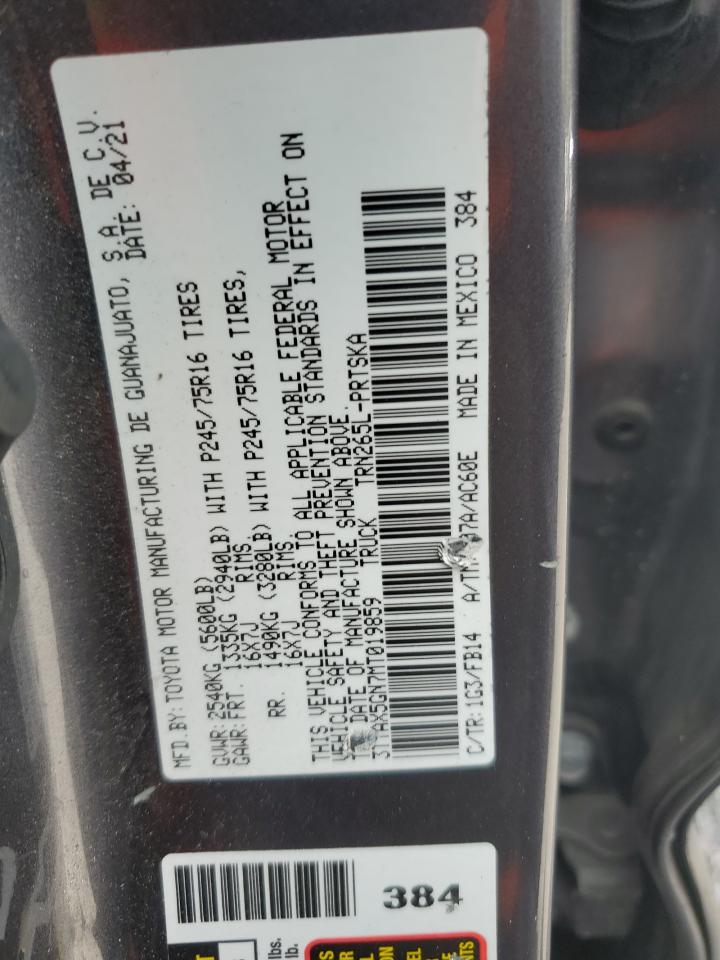 MFD.BY:TOYOTA MOTOR MANUFACTURING DE GUANAJUATO, S.A. DE C.V.
DATE: 04/21
GVWR:2540KG (5600LB)
GAWR:FRT. 1335KG (2940LB) WITH P245/75R16 TIRES
16X7J RIMS.
RR. 1490KG (3280LB) WITH P245/75R16 TIRES,
16X7J RIMS.
THIS VEHICLE CONFORMS TO ALL APPLICABLE FEDERAL MOTOR
VEHICLE SAFETY AND THEFT PREVENTION STANDARDS IN EFFECT ON
DATE OF MANUFACTURE SHOWN ABOVE.
TRUCK TRN265L-PRTSKA
C/TR:1G3/FB14 MADE IN MEXICO 384
384
lbs.
lb.